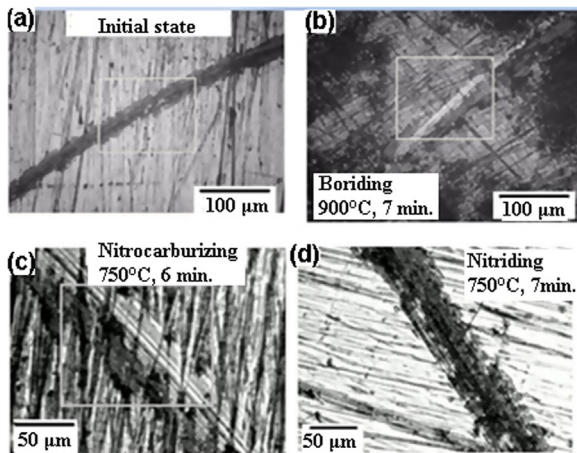 (a)
Initial state
100 µm
(b)
Boriding
900°C, 7 min.
100 µm
(c)
Nitrocarburizing
750°C, 6 min.
50 µm
(d)
Nitriding
750°C, 7min.
50 µm